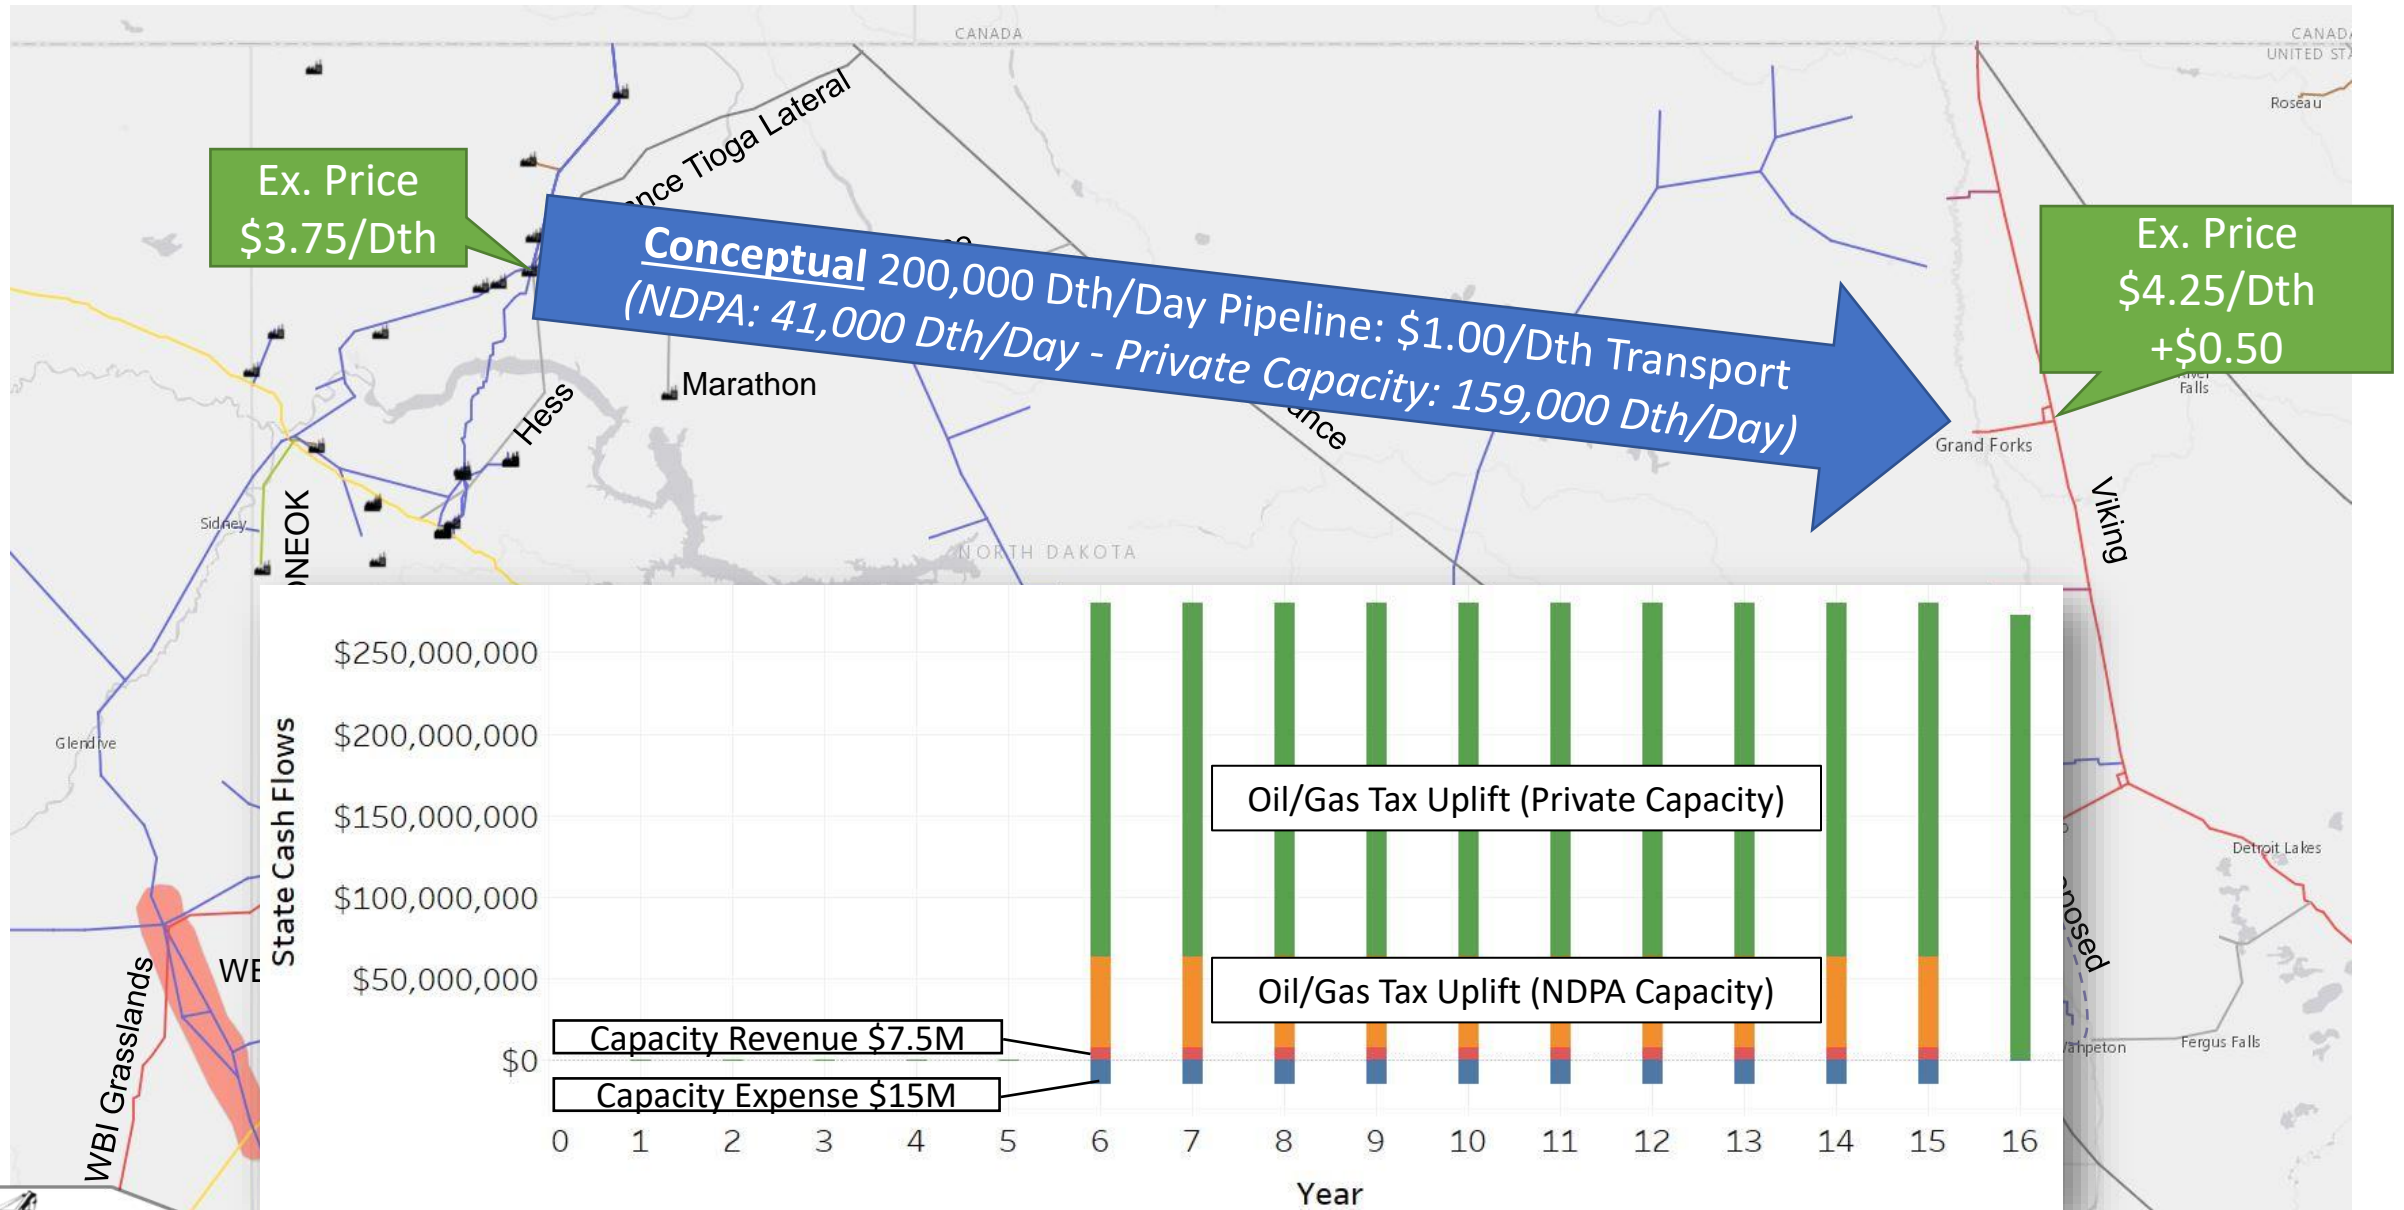 CANADA
CANAD
UNITED ST
Roseau
Tioga Lateral
Ex. Price
$3.75/Dth
Ex. Price
$4.25/Dth
+$0.50
Conceptual 200,000 Dth/Day Pipeline: $1.00/Dth Transport
(NDPA: 41,000 Dth/Day - Private Capacity: 159,000 Dth/Day)
Falls
Marathon
Hess
Grand Forks
Viking
Sidney
ONEOK
NORTH DAKOTA
Glendive
WBI Grasslands
Detroit Lakes
Fergus Falls
State Cash Flows
$250,000,000
$200,000,000
$150,000,000
$100,000,000
$50,000,000
$0
Oil/Gas Tax Uplift (Private Capacity)
Oil/Gas Tax Uplift (NDPA Capacity)
Capacity Revenue $7.5M
Capacity Expense $15M
0 1 2 3 4 5 6 7 8 9 10 11 12 13 14 15 16
Year